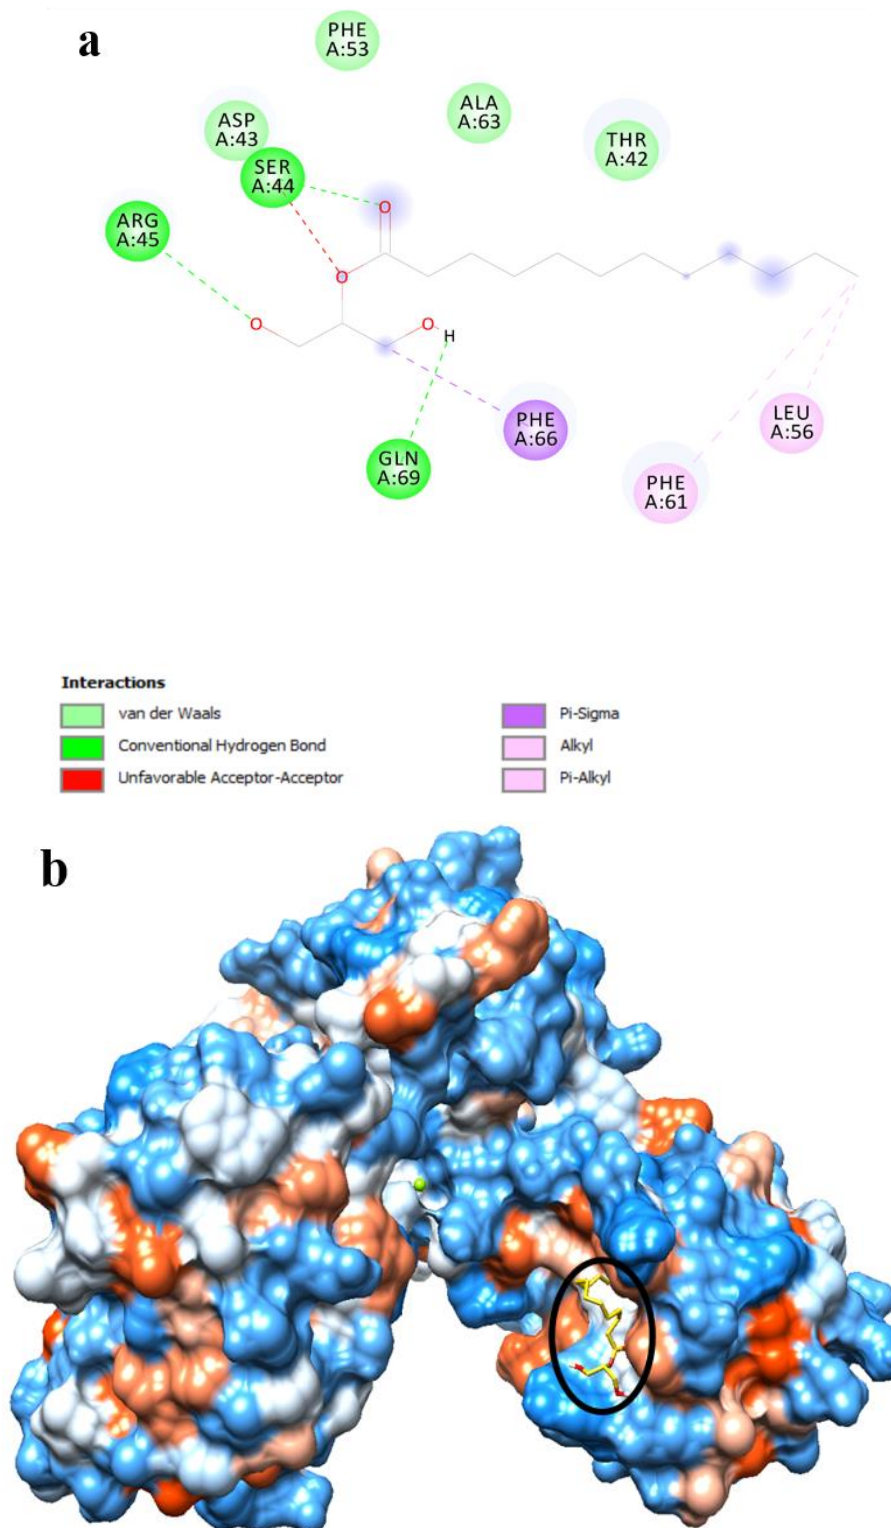 a
PHE
A:53
ALA
A:63
ASP
A:43
THR
A:42
SER
A:44
ARG
A:45
O
O
O
O
H
PHE
A:66
LEU
A:56
GLN
A:69
PHE
A:61
Interactions
van der Waals
Conventional Hydrogen Bond
Unfavorable Acceptor-Acceptor
Pi-Sigma
Alkyl
Pi-Alkyl
b